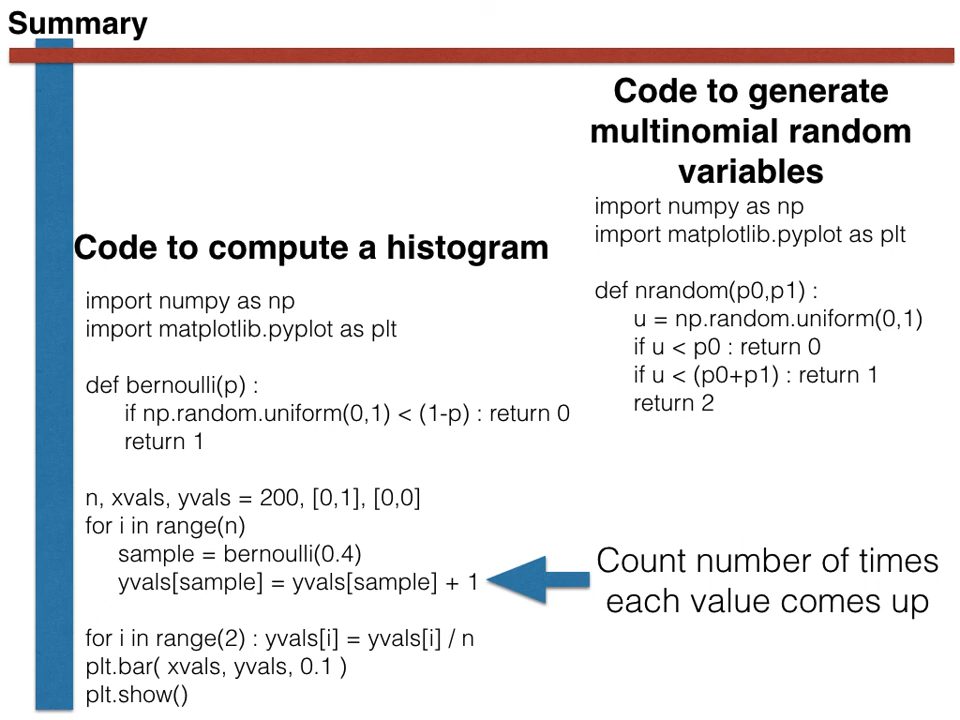 Summary
Code to compute a histogram
import numpy as np
import matplotlib.pyplot as plt
def bernoulli(p) :
if np.random.uniform(0,1) < (1-p) : return 0
return 1
n, xvals, yvals = 200, [0,1], [0,0]
for i in range(n)
sample = bernoulli(0.4)
yvals[sample] = yvals[sample] + 1
for i in range(2) : yvals[i] = yvals[i] / n
plt.bar( xvals, yvals, 0.1 )
plt.show()
Code to generate
multinomial random
variables
import numpy as np
import matplotlib.pyplot as plt
def nrandom(p0,p1) :
u = np.random.uniform(0,1)
if u < p0 : return 0
if u < (p0+p1) : return 1
return 2
Count number of times
each value comes up